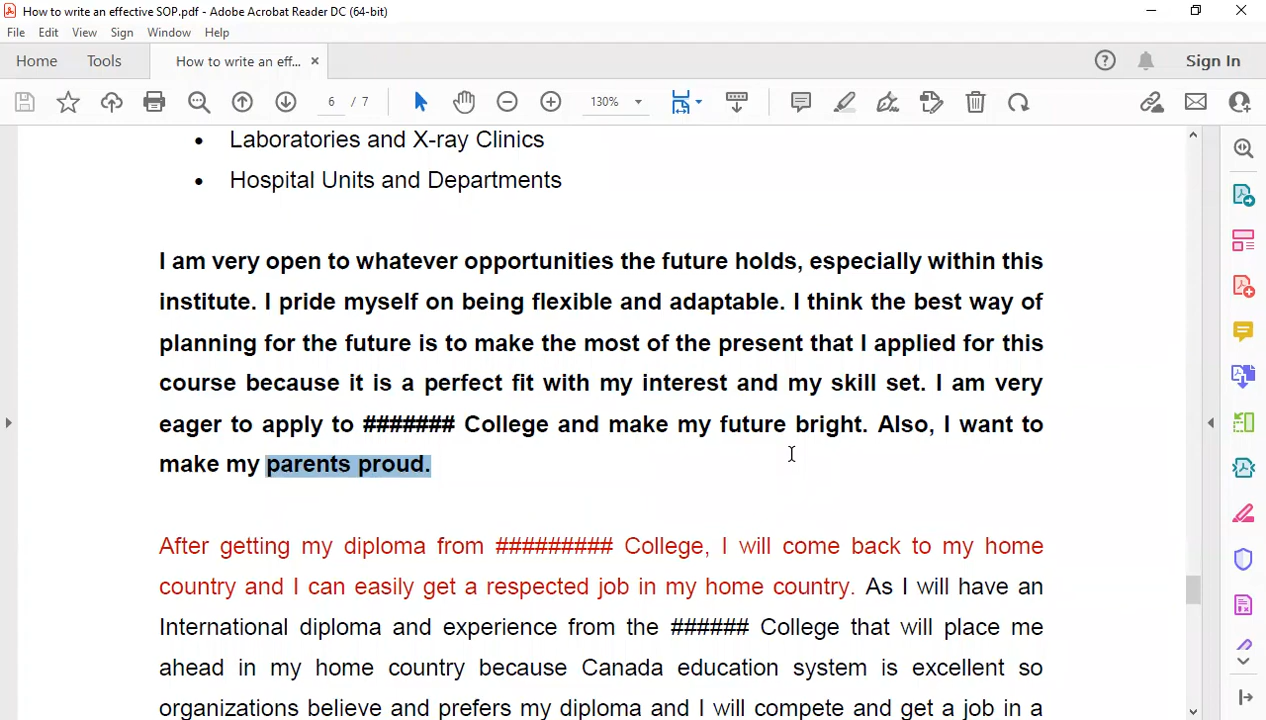 How to write an effective SOP.pdf - Adobe Acrobat Reader DC (64-bit)
File Edit View Sign Window Help
Home Tools How to write an eff... × Sign In
6 / 7 130%
• Laboratories and X-ray Clinics
• Hospital Units and Departments
I am very open to whatever opportunities the future holds, especially within this
institute. I pride myself on being flexible and adaptable. I think the best way of
planning for the future is to make the most of the present that I applied for this
course because it is a perfect fit with my interest and my skill set. I am very
eager to apply to ####### College and make my future bright. Also, I want to
make my parents proud.
After getting my diploma from ######### College, I will come back to my home
country and I can easily get a respected job in my home country. As I will have an
International diploma and experience from the ###### College that will place me
ahead in my home country because Canada education system is excellent so
organizations believe and prefers my diploma and I will compete and get a job in a